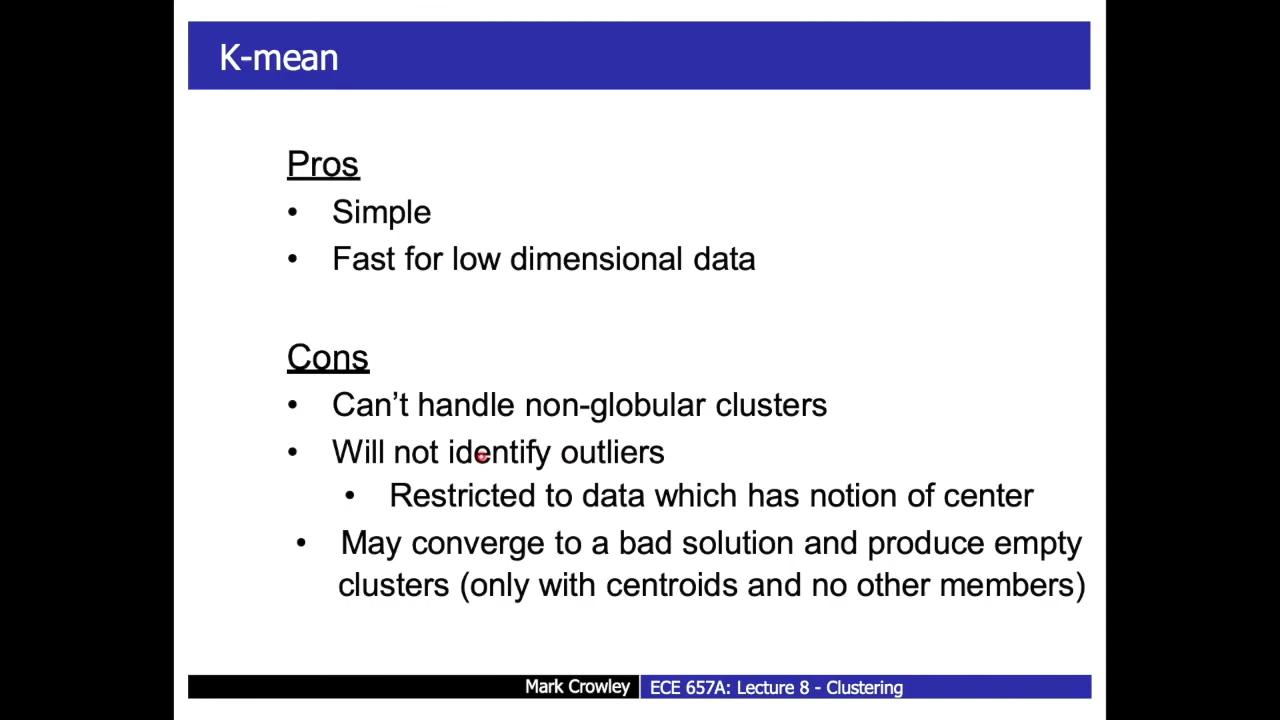 K-mean
Pros
• Simple
• Fast for low dimensional data
Cons
• Can't handle non-globular clusters
• Will not identify outliers
• Restricted to data which has notion of center
• May converge to a bad solution and produce empty
clusters (only with centroids and no other members)
Mark Crowley ECE 657A: Lecture 8 - Clustering